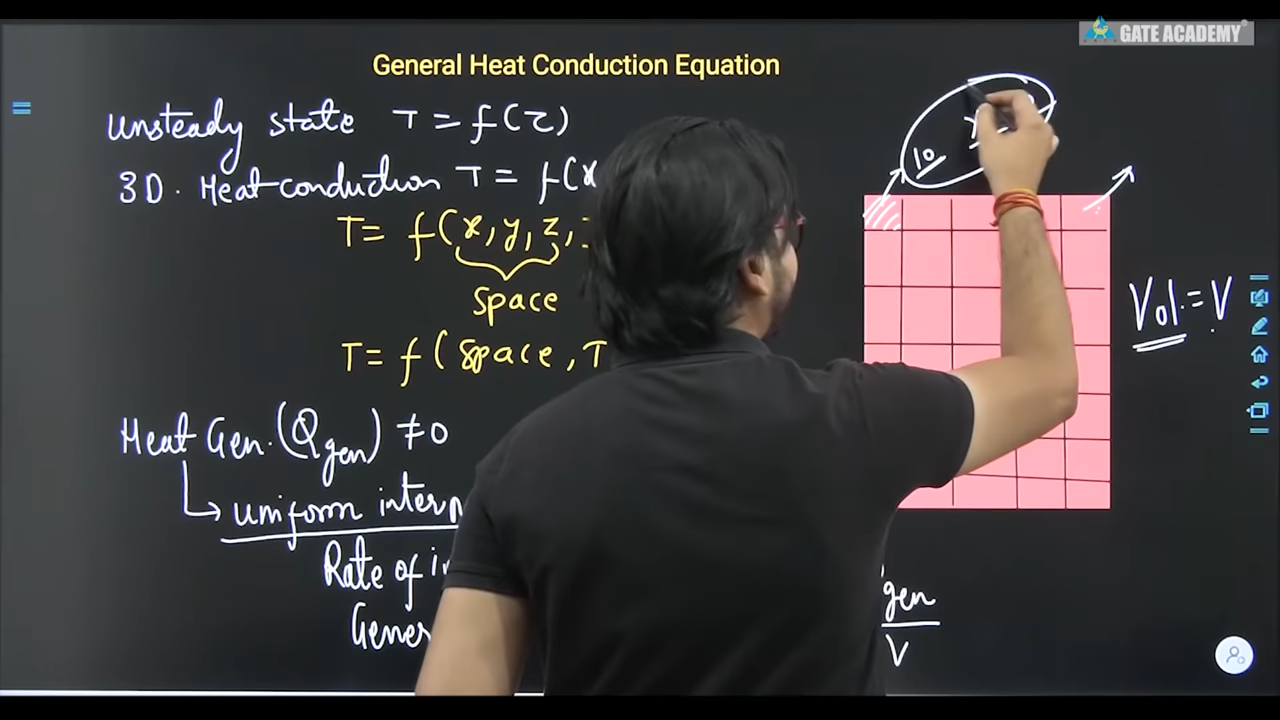 GATE ACADEMY
General Heat Conduction Equation
Unsteady state T = f(τ)
3D. Heat conduction T = f(x
T = f(x, y, z,
Space
T = f( Space, T
Heat Gen. (Qgen) ≠ 0
↳ uniform intern
Rate of in
Gener
10
Vol. = V
gen
V